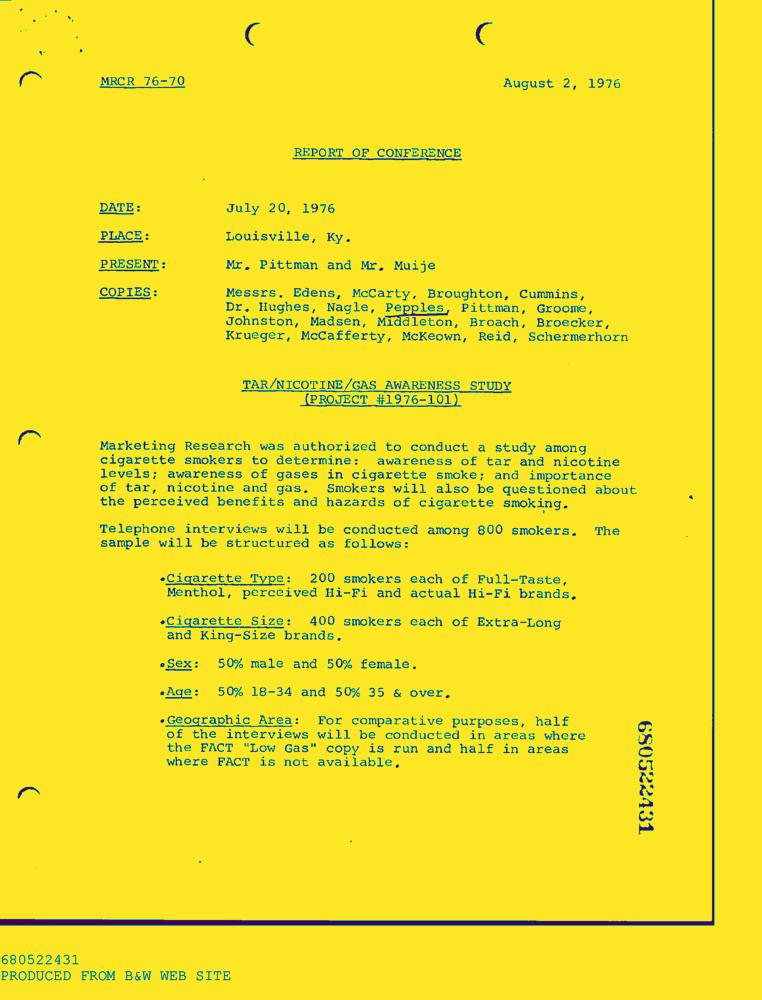 MRCR 76-70
August 2, 1976
REPORT OF CONFERENCE
DATE: July 20, 1976
PLACE: Louisville, Ky.
PRESENT: Mr. Pittman and Mr. Muije
COPIES: Messrs. Edens, McCarty, Broughton, Cummins,
Dr. Hughes, Nagle, Pepples, Pittman, Groome,
Johnston, Madsen, Middleton, Broach, Broecker,
Krueger, McCafferty, McKeown, Reid, Schermerhorn
TAR/NICOTINE/GAS AWARENESS STUDY
(PROJECT #1976-101)
Marketing Research was authorized to conduct a study among
cigarette smokers to determine: awareness of tar and nicotine
levels; awareness of gases in cigarette smoke; and importance
of tar, nicotine and gas. Smokers will also be questioned about
the perceived benefits and hazards of cigarette smoking.
Telephone interviews will be conducted among 800 smokers. The
sample will be structured as follows:
•Cigarette Type: 200 smokers each of Full-Taste,
Menthol, perceived Hi-Fi and actual Hi-Fi brands.
•Cigarette Size: 400 smokers each of Extra-Long
and King-Size brands.
•Sex: 50% male and 50% female.
•Age: 50% 18-34 and 50% 35 & over.
•Geographic Area: For comparative purposes, half
of the interviews will be conducted in areas where
the FACT "Low Gas" copy is run and half in areas
where FACT is not available.
680522431
680522431
PRODUCED FROM B&W WEB SITE